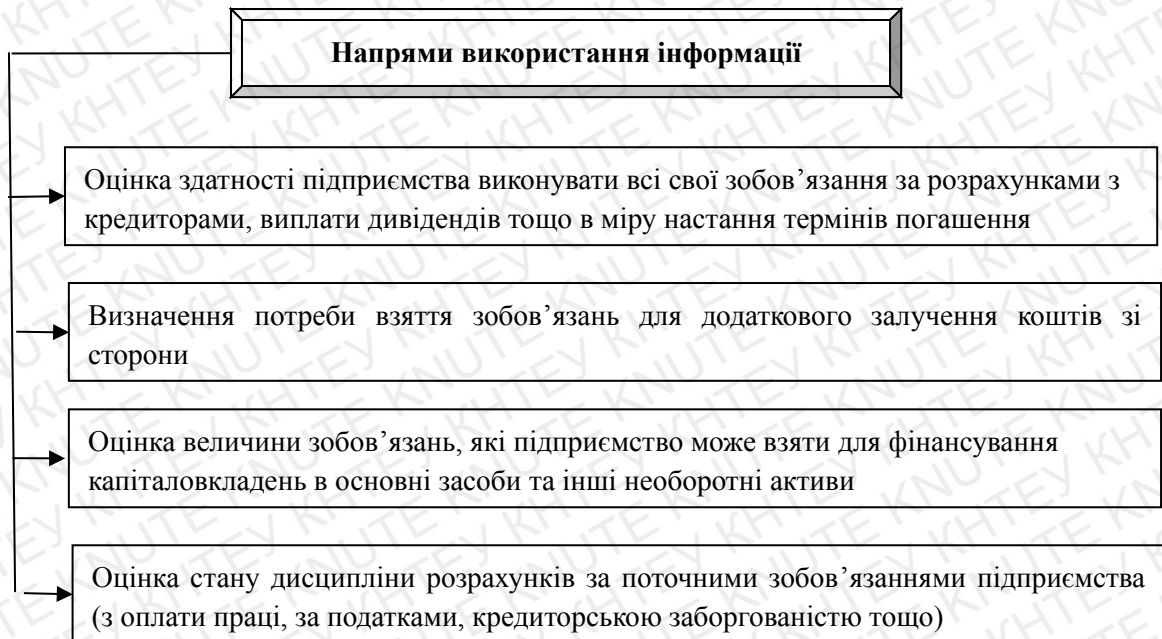 Напрями використання інформації
Оцінка здатності підприємства виконувати всі свої зобов’язання за розрахунками з
кредиторами, виплати дивідендів тощо в міру настання термінів погашення
Визначення потреби взяття зобов’язань для додаткового залучення коштів зі
сторони
Оцінка величини зобов’язань, які підприємство може взяти для фінансування
капіталовкладень в основні засоби та інші необоротні активи
Оцінка стану дисципліни розрахунків за поточними зобов’язаннями підприємства
(з оплати праці, за податками, кредиторською заборгованістю тощо)